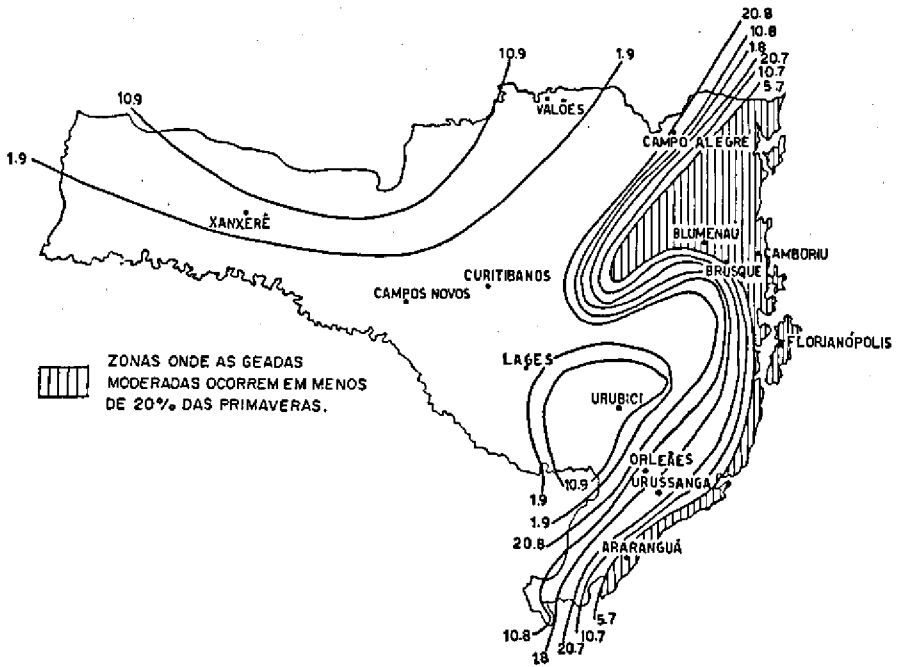 20.8
10.8
1.8
20.7
10.7
5.7
10.9
1.9
10.9
1.9
VALÕES
CAMPO ALEGRE
XANXERÊ
BLUMENAU
CAMBORIU
BRUSQUE
CURITIBANOS
CAMPOS NOVOS
FLORIANÓPOLIS
LAGES
ZONAS ONDE AS GEADAS
MODERADAS OCORREM EM MENOS
DE 20% DAS PRIMAVERAS.
URUBICI
ORLEÃES
URUSSANGA
10.9
1.9
1.9
20.8
ARARANGUÁ
5.7
10.8
10.7
20.7
1.8